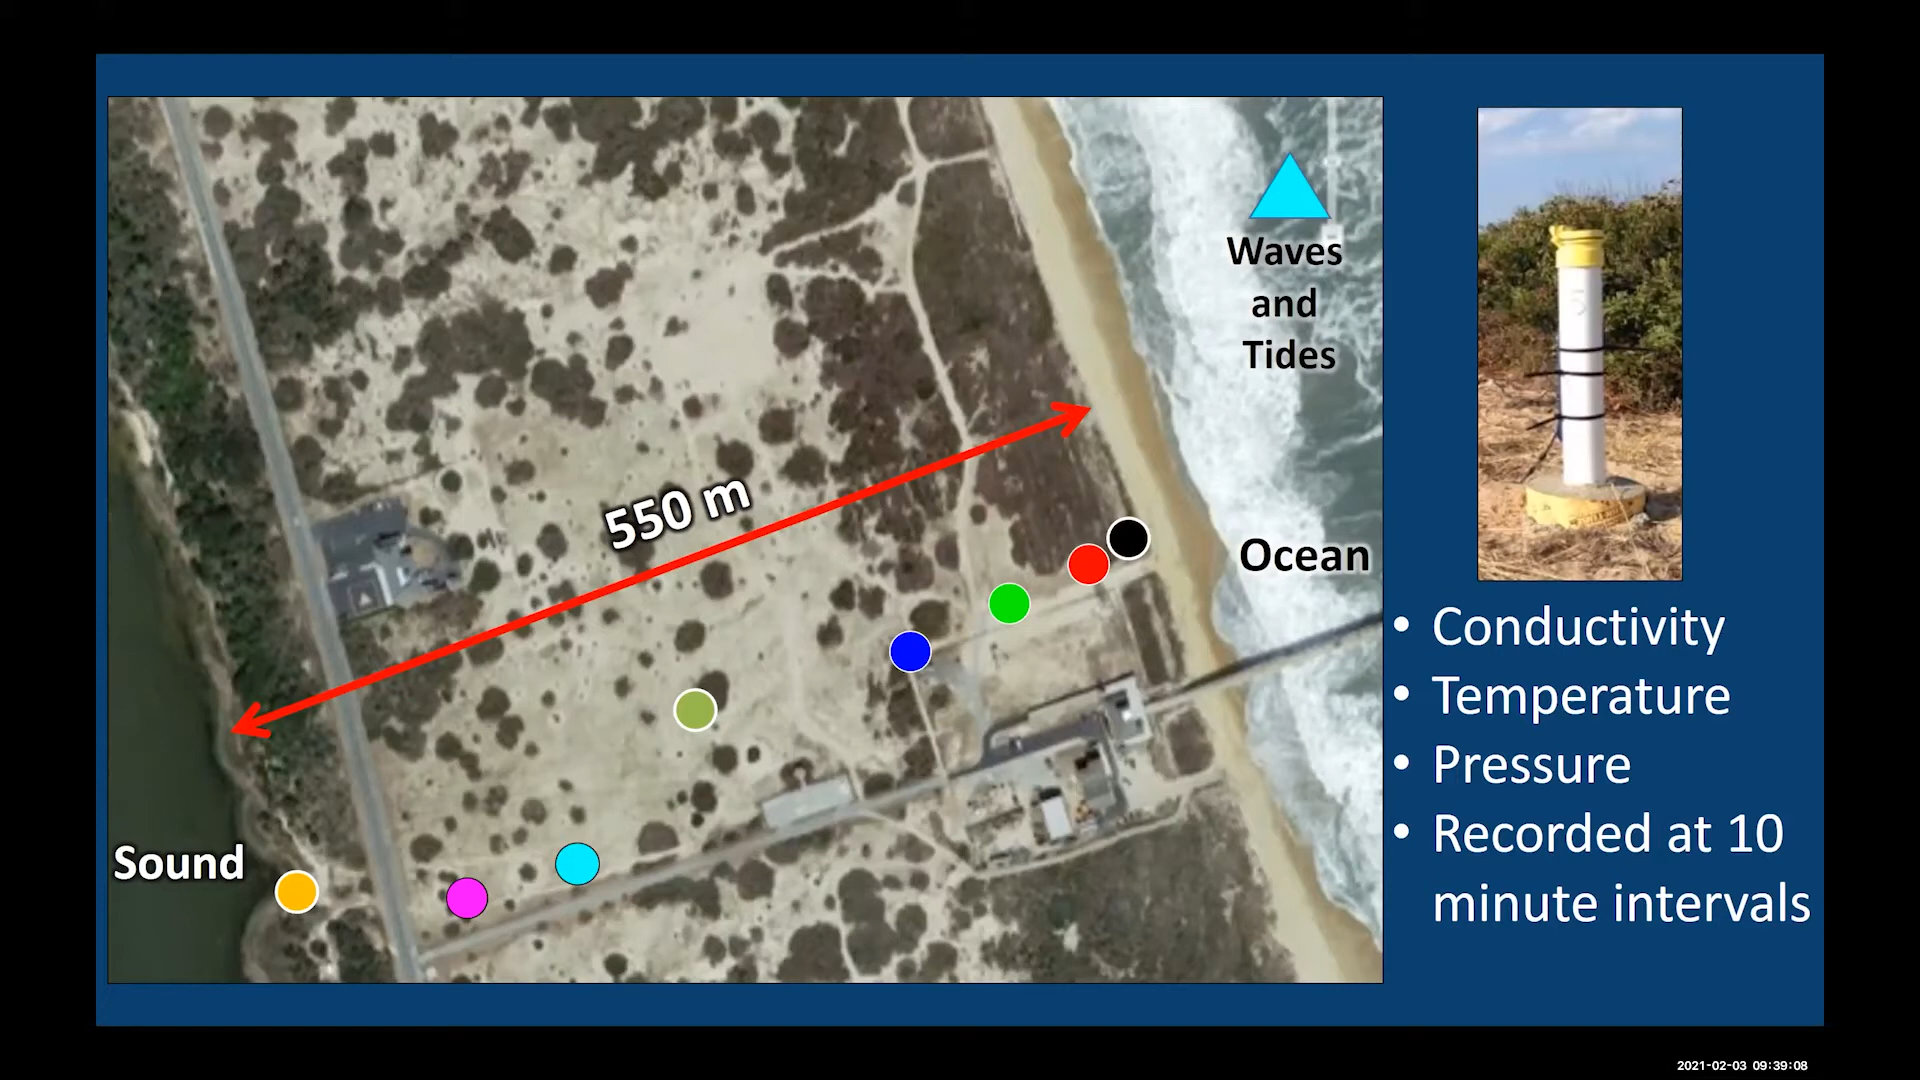 Waves
and
Tides
550 m
Ocean
Sound
• Conductivity
• Temperature
• Pressure
• Recorded at 10
minute intervals
2021-02-03 09:39:08